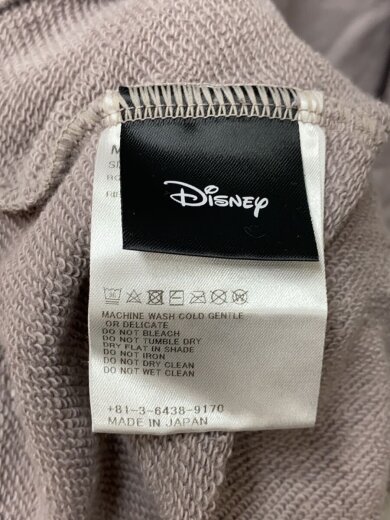 M
DISNEY
MACHINE WASH COLD GENTLE
OR DELICATE
DO NOT BLEACH
DO NOT TUMBLE DRY
DRY FLAT IN SHADE
DO NOT IRON
DO NOT DRY CLEAN
DO NOT WET CLEAN
+81-3-6438-9170
MADE IN JAPAN